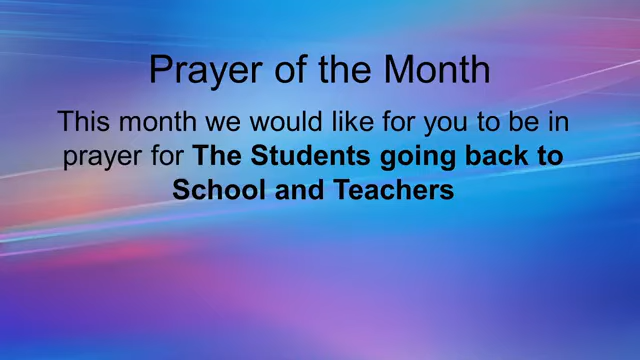 Prayer of the Month
This month we would like for you to be in
prayer for The Students going back to
School and Teachers